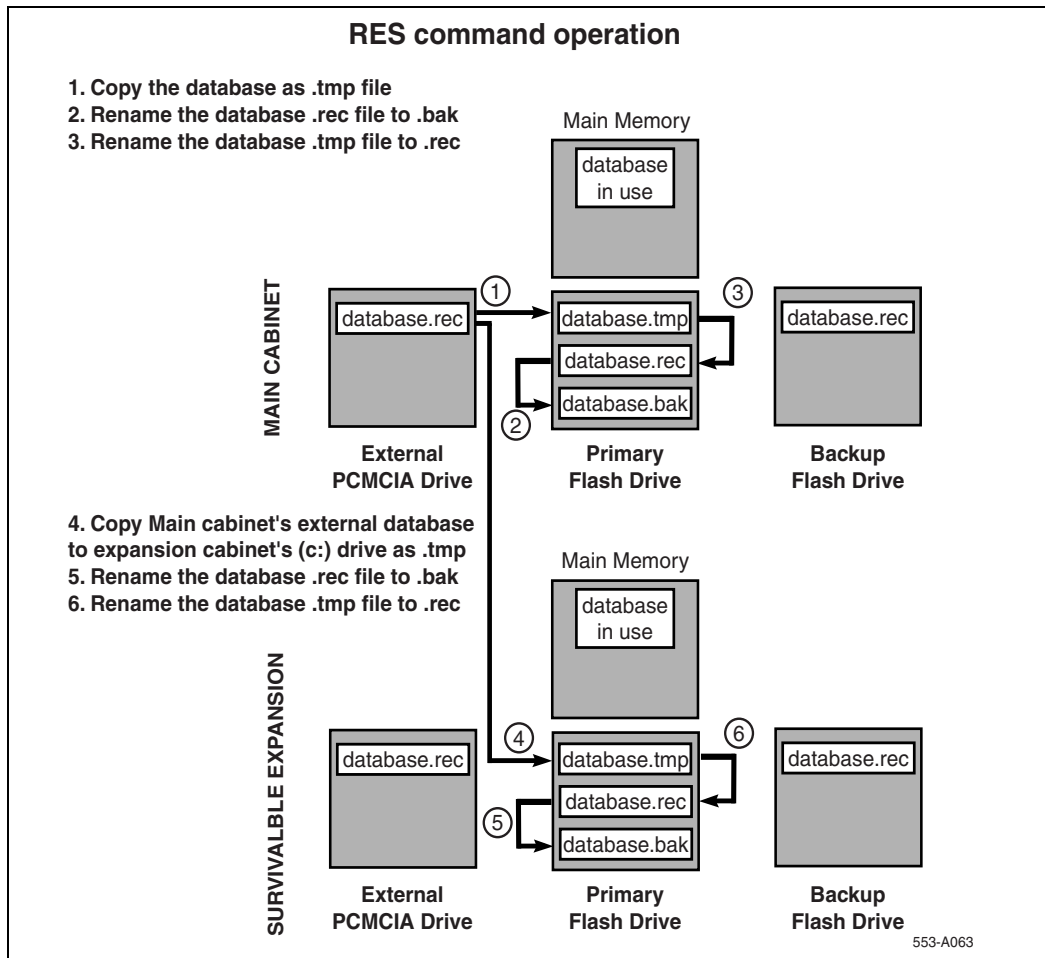 RES command operation
1. Copy the database as .tmp file
2. Rename the database .rec file to .bak
3. Rename the database .tmp file to .rec
Main Memory
database
in use
MAIN CABINET
1
3
database.rec
database.tmp
database.rec
database.rec
database.bak
2
External
PCMCIA Drive
Primary
Flash Drive
Backup
Flash Drive
4. Copy Main cabinet's external database
to expansion cabinet's (c:) drive as .tmp
5. Rename the database .rec file to .bak
6. Rename the database .tmp file to .rec
Main Memory
database
in use
SURVIVALBLE EXPANSION
4
6
database.rec
database.tmp
database.rec
database.rec
5
database.bak
External
PCMCIA Drive
Primary
Flash Drive
Backup
Flash Drive
553-A063